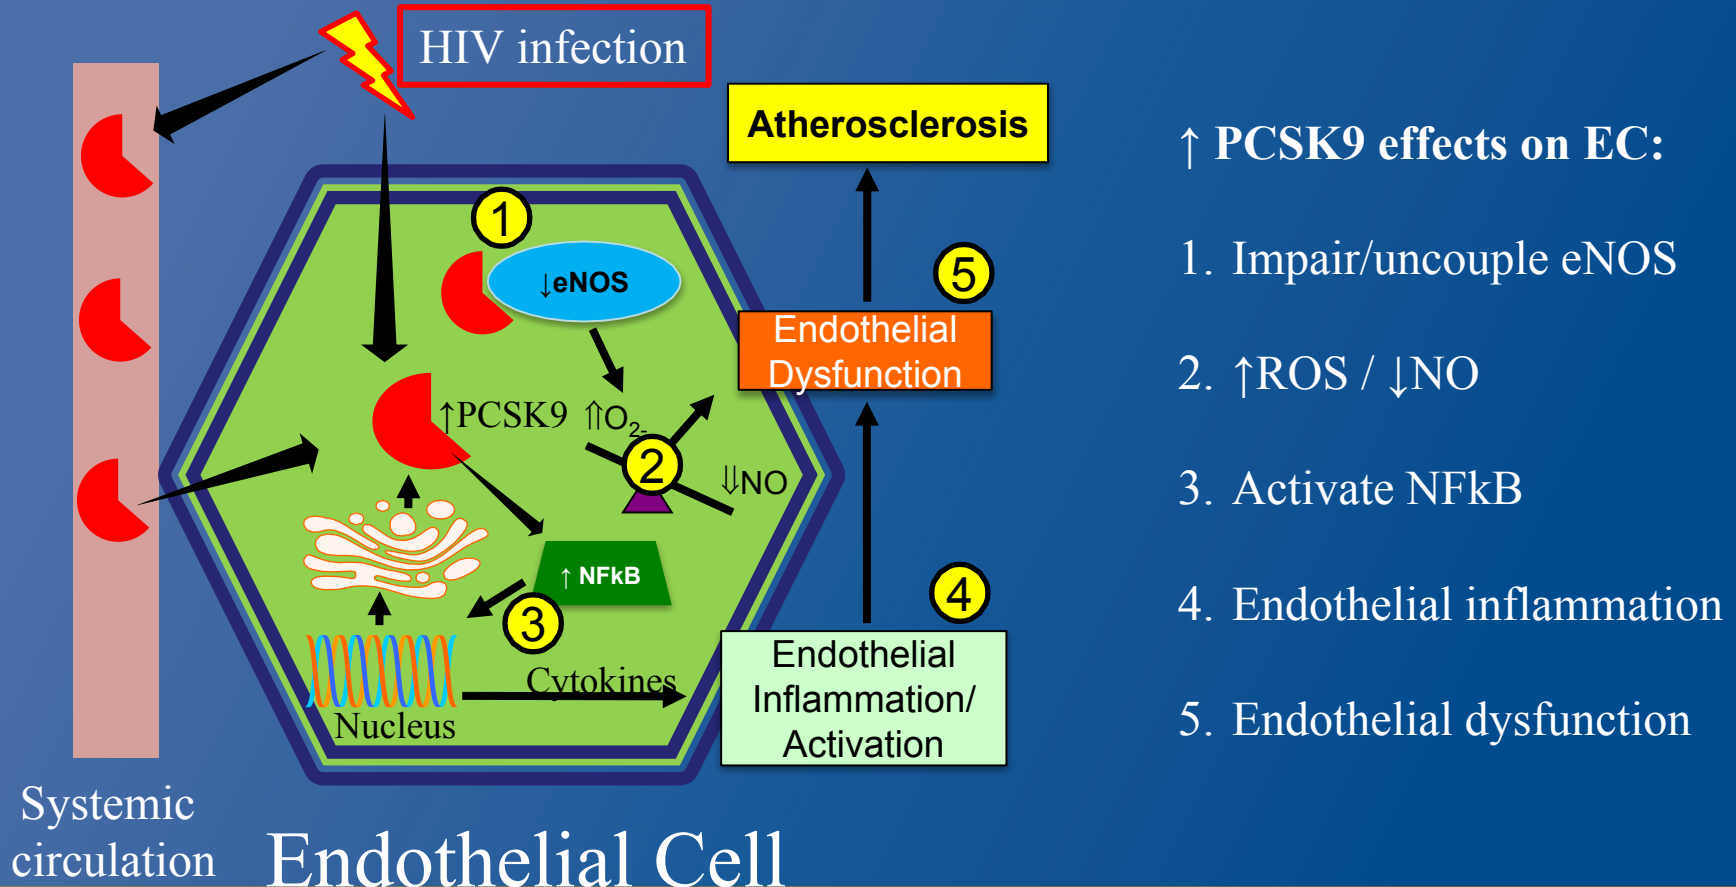 HIV infection
Atherosclerosis
1
↓eNOS
5
Endothelial
Dysfunction
↑PCSK9
⇑O2-
2
⇓NO
↑ NFkB
3
4
Cytokines
Nucleus
Endothelial
Inflammation/
Activation
Systemic
circulation
Endothelial Cell
↑ PCSK9 effects on EC:
1. Impair/uncouple eNOS
2. ↑ROS / ↓NO
3. Activate NFkB
4. Endothelial inflammation
5. Endothelial dysfunction